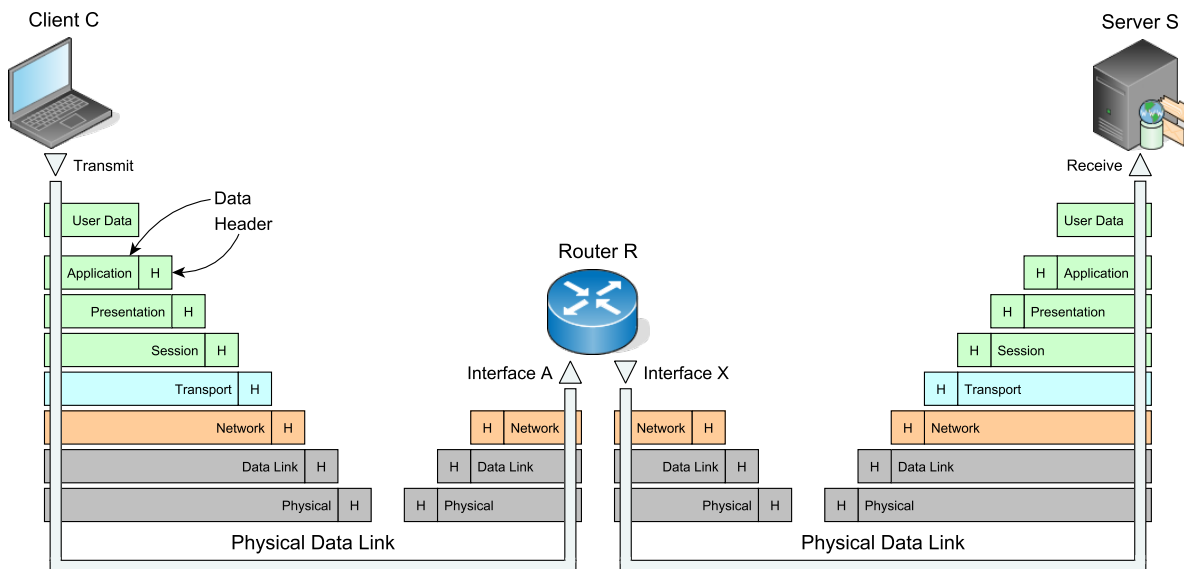 Client C
Server S
Transmit
Receive
Data
Header
User Data
User Data
Router R
Application H
H Application
Presentation H
H Presentation
Session H
H Session
Interface A
Interface X
Transport H
H Transport
Network H
H Network
Network H
H Network
Data Link H
H Data Link
Data Link H
H Data Link
Physical H
H Physical
Physical H
H Physical
Physical Data Link
Physical Data Link